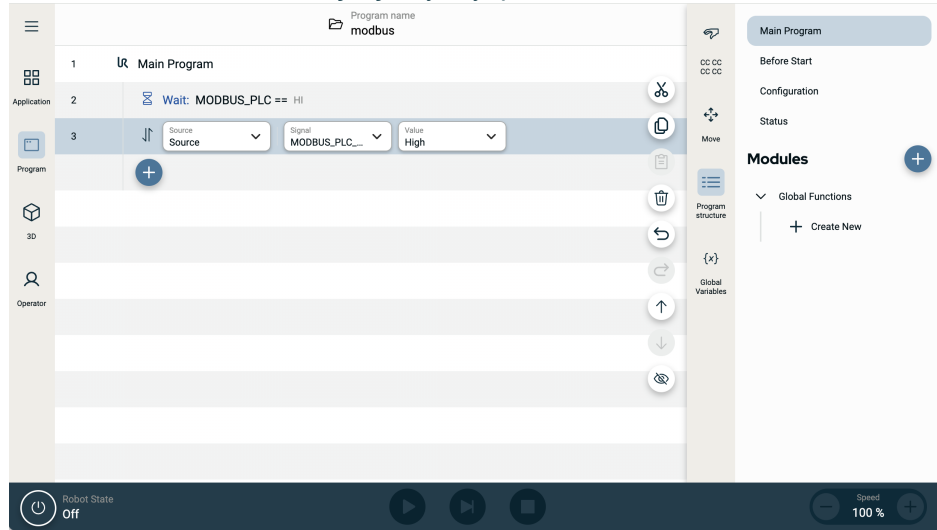 Program name
modbus
Application
Program
3D
Operator
1 UR Main Program
2 Wait: MODBUS_PLC == HI
3 Source Source Signal MODBUS_PLC_... Value High
CC CC
CC CC
Move
Program
structure
{x}
Global
Variables
Main Program
Before Start
Configuration
Status
Modules
Global Functions
Create New
Robot State
Off
Speed
100 %